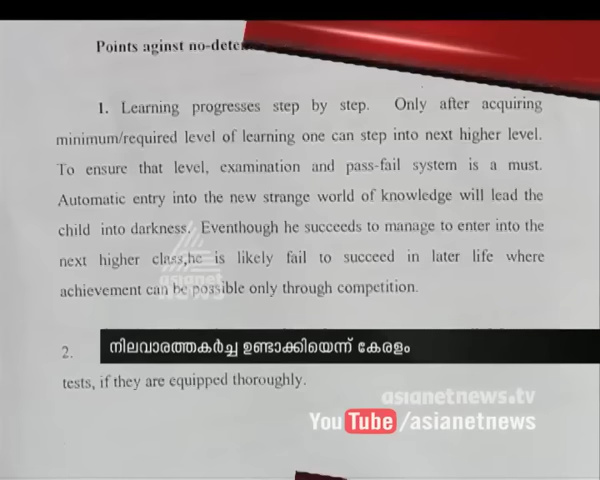 Points aginst no-
1. Learning progresses step by step. Only after acquiring
minimum/required level of learning one can step into next higher level.
To ensure that level, examination and pass-fail system is a must.
Automatic entry into the new strange world of knowledge will lead the
child into darkness. Eventhough he succeeds to manage to enter into the
next higher class,he is likely fail to succeed in later life where
achievement can be possible only through competition.
asianet
NEWS
2.
നിലവാരത്തകർച്ച ഉണ്ടാക്കിയെന്ന് കേരളം
tests, if they are equipped thoroughly.
asianetnews.tv
YouTube/asianetnews